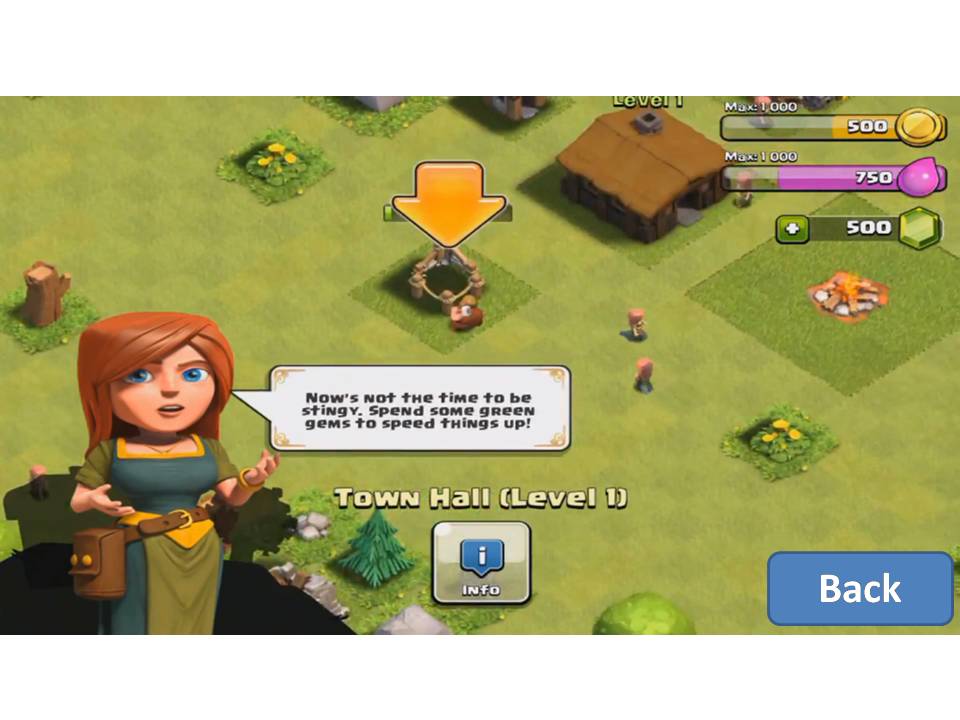 Level 1
Max: 1 000
500
Max: 1 000
750
500
Now's not the time to be
stingy. Spend some green
gems to speed things up!
Town Hall (Level 1)
i
Info
Back